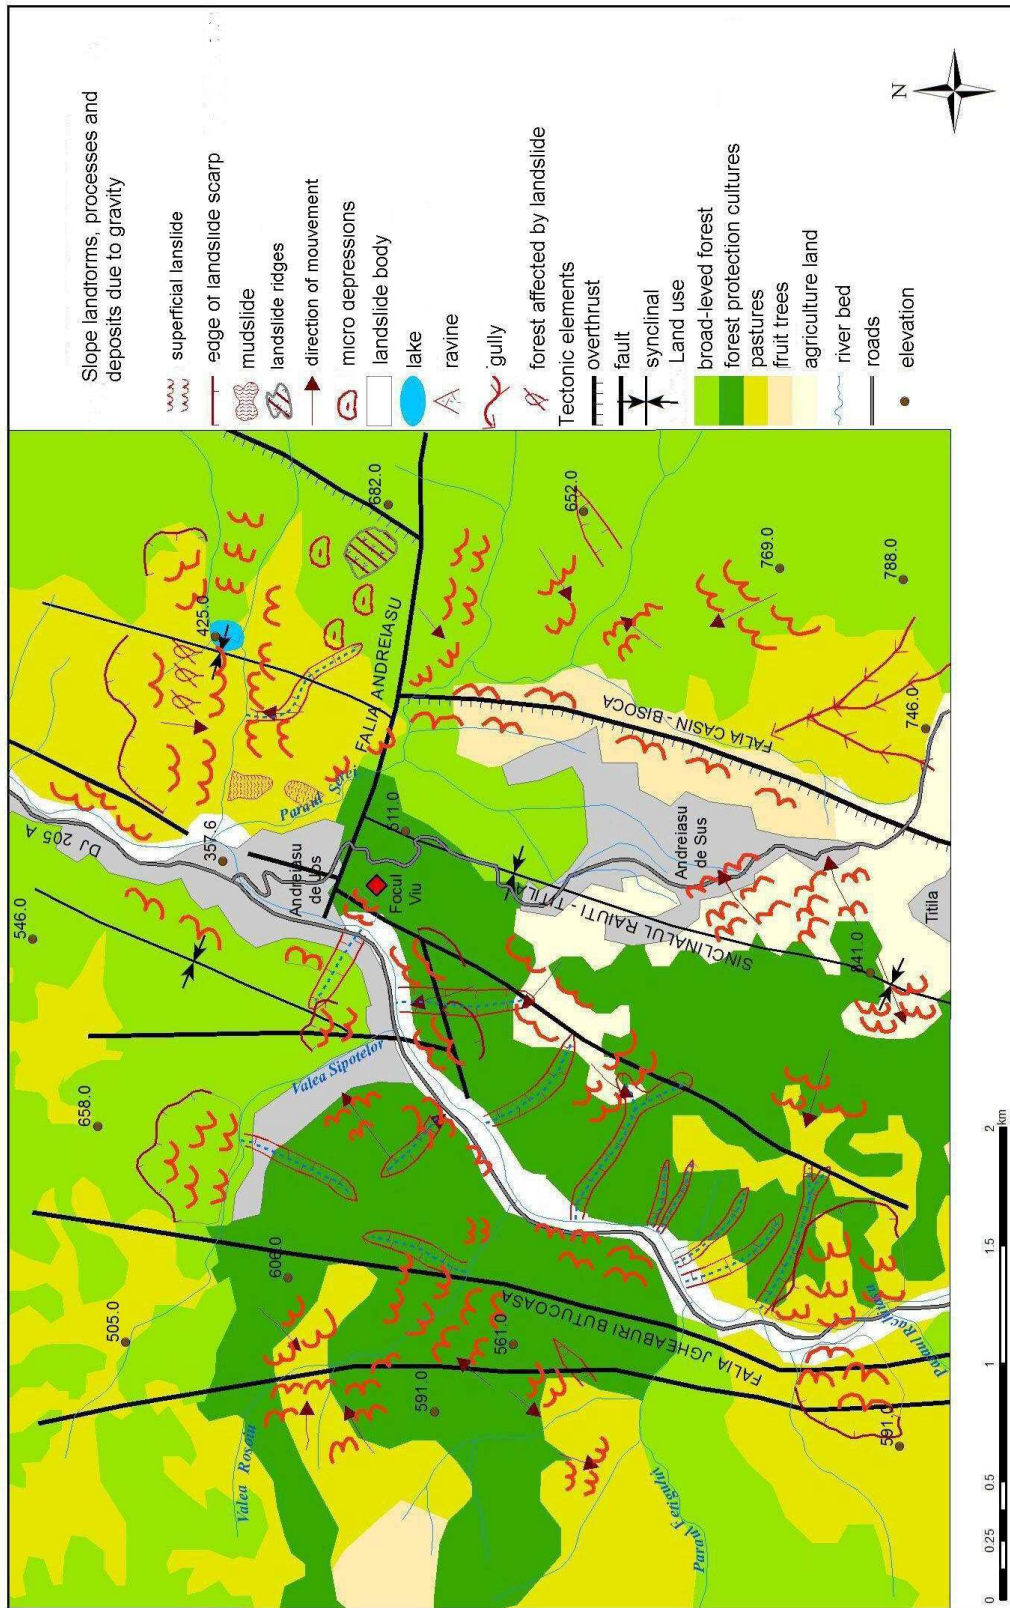 Slope landforms, processes and
deposits due to gravity
superficial lanslide
edge of landslide scarp
mudslide
landslide ridges
direction of mouvement
micro depressions
landslide body
lake
ravine
gully
forest affected by landslide
Tectonic elements
overthrust
fault
synclinal
Land use
broad-leved forest
forest protection cultures
pastures
fruit trees
agriculture land
river bed
roads
elevation
N
505.0
658.0
546.0
DJ 205 A
357.6
425.0
682.0
Valea Rosoiu
606.0
Valea Sipotelor
Andreiasu
de Jos
Paraul Serei
FALIA ANDREIASU
591.0
561.0
Focul
Viu
511.0
652.0
FALIA JGHEABURI BUTUCOASA
FALIA CASIN - BISOCA
Paraul Fetigului
SINCLINALUL RAIUTI - TITILA
Andreiasu
de Sus
769.0
788.0
591.0
841.0
746.0
Titila
0
0.25
0.5
1
1.5
2
km